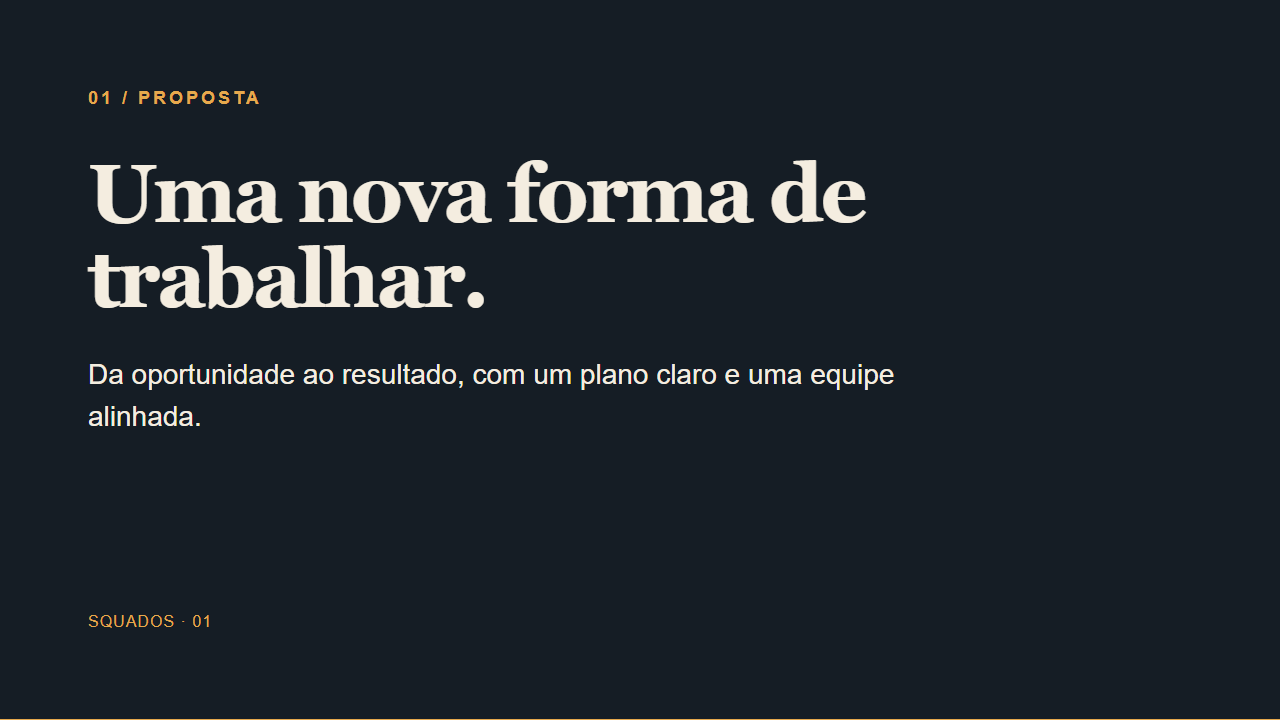 01 / PROPOSTA
Uma nova forma de
trabalhar.
Da oportunidade ao resultado, com um plano claro e uma equipe
alinhada.
SQUADOS · 01